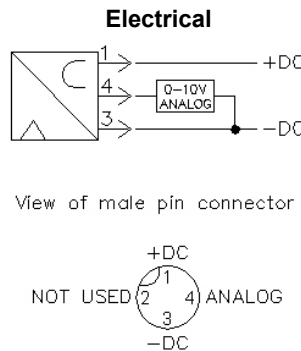 Electrical
1
+DC
4
0-10V
ANALOG
3
-DC
View of male pin connector
+DC
1
NOT USED 2 4 ANALOG
3
-DC